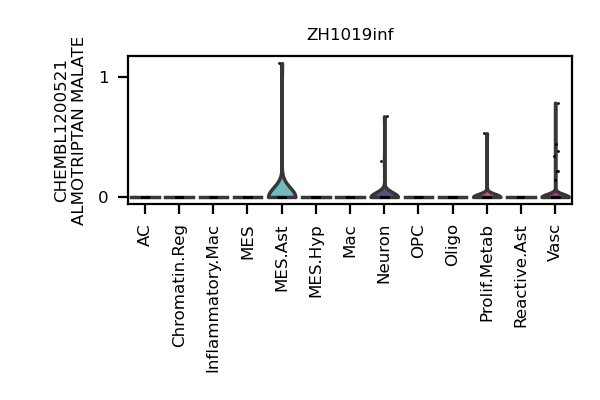 ZH1019inf
CHEMBL1200521
ALMOTRIPTAN MALATE
1
0
AC
Chromatin.Reg
Inflammatory.Mac
MES
MES.Ast
MES.Hyp
Mac
Neuron
OPC
Oligo
Prolif.Metab
Reactive.Ast
Vasc